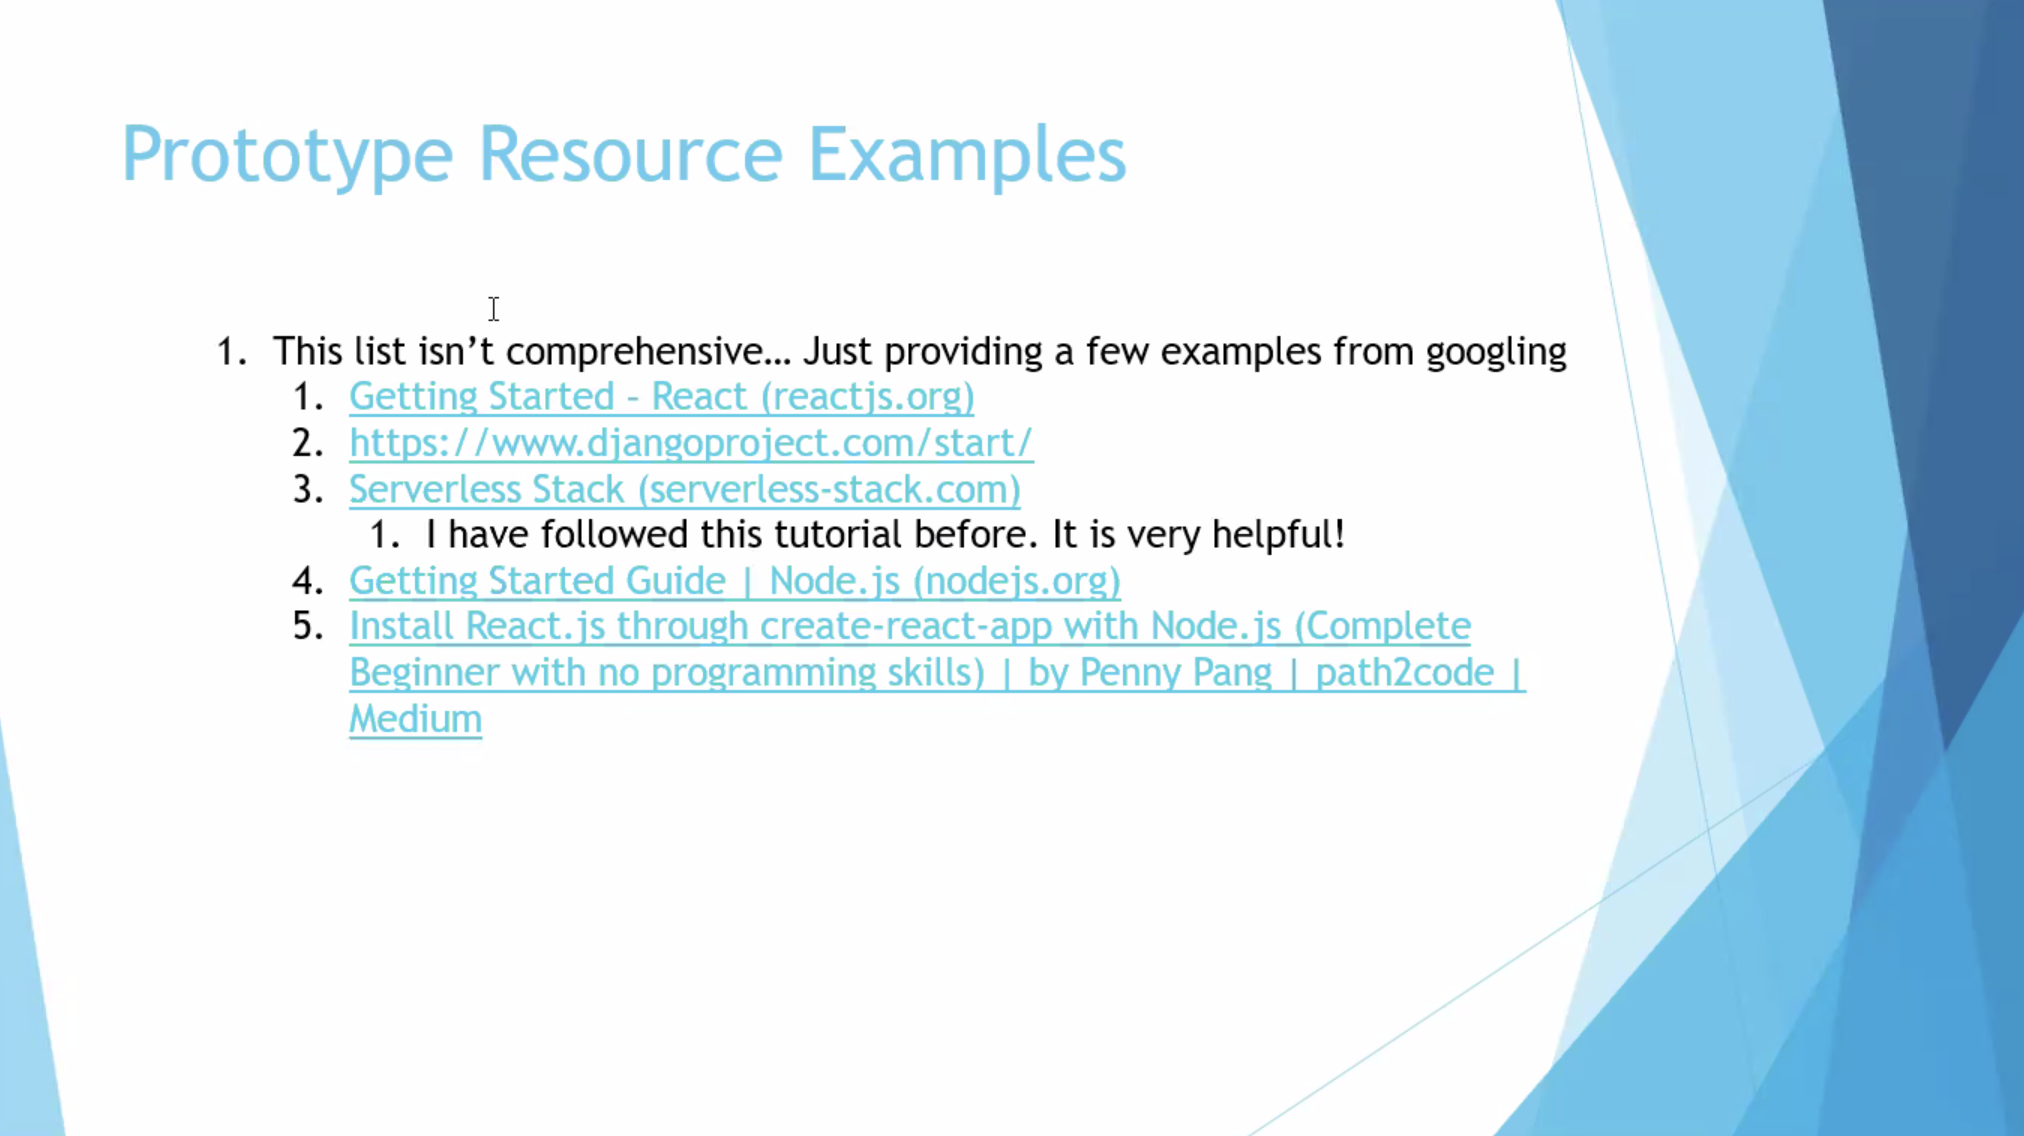 Prototype Resource Examples
1. This list isn’t comprehensive… Just providing a few examples from googling
1. Getting Started – React (reactjs.org)
2. https://www.djangoproject.com/start/
3. Serverless Stack (serverless-stack.com)
1. I have followed this tutorial before. It is very helpful!
4. Getting Started Guide | Node.js (nodejs.org)
5. Install React.js through create-react-app with Node.js (Complete
Beginner with no programming skills) | by Penny Pang | path2code |
Medium